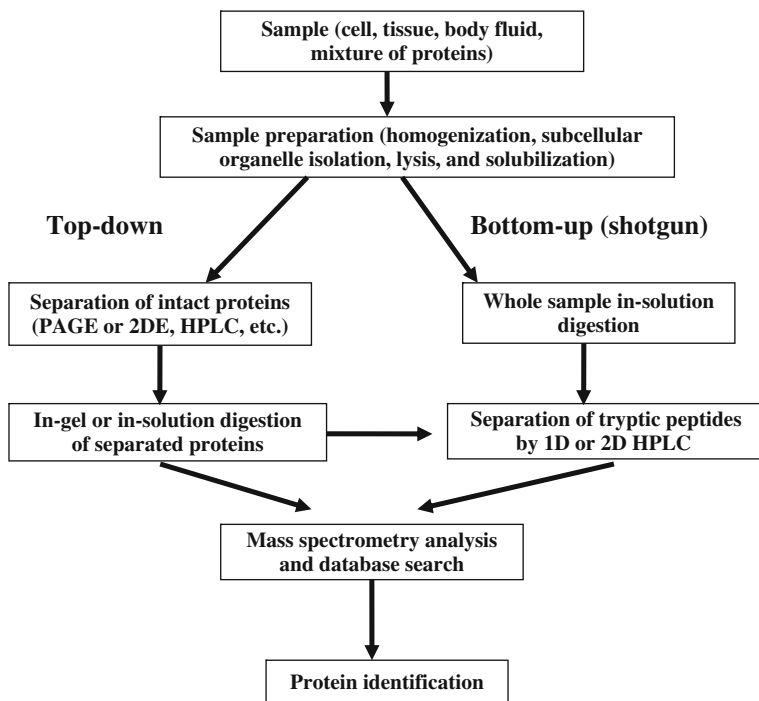 Sample (cell, tissue, body fluid,
mixture of proteins)
Sample preparation (homogenization, subcellular
organelle isolation, lysis, and solubilization)
Top-down
Bottom-up (shotgun)
Separation of intact proteins
(PAGE or 2DE, HPLC, etc.)
Whole sample in-solution
digestion
In-gel or in-solution digestion
of separated proteins
Separation of tryptic peptides
by 1D or 2D HPLC
Mass spectrometry analysis
and database search
Protein identification